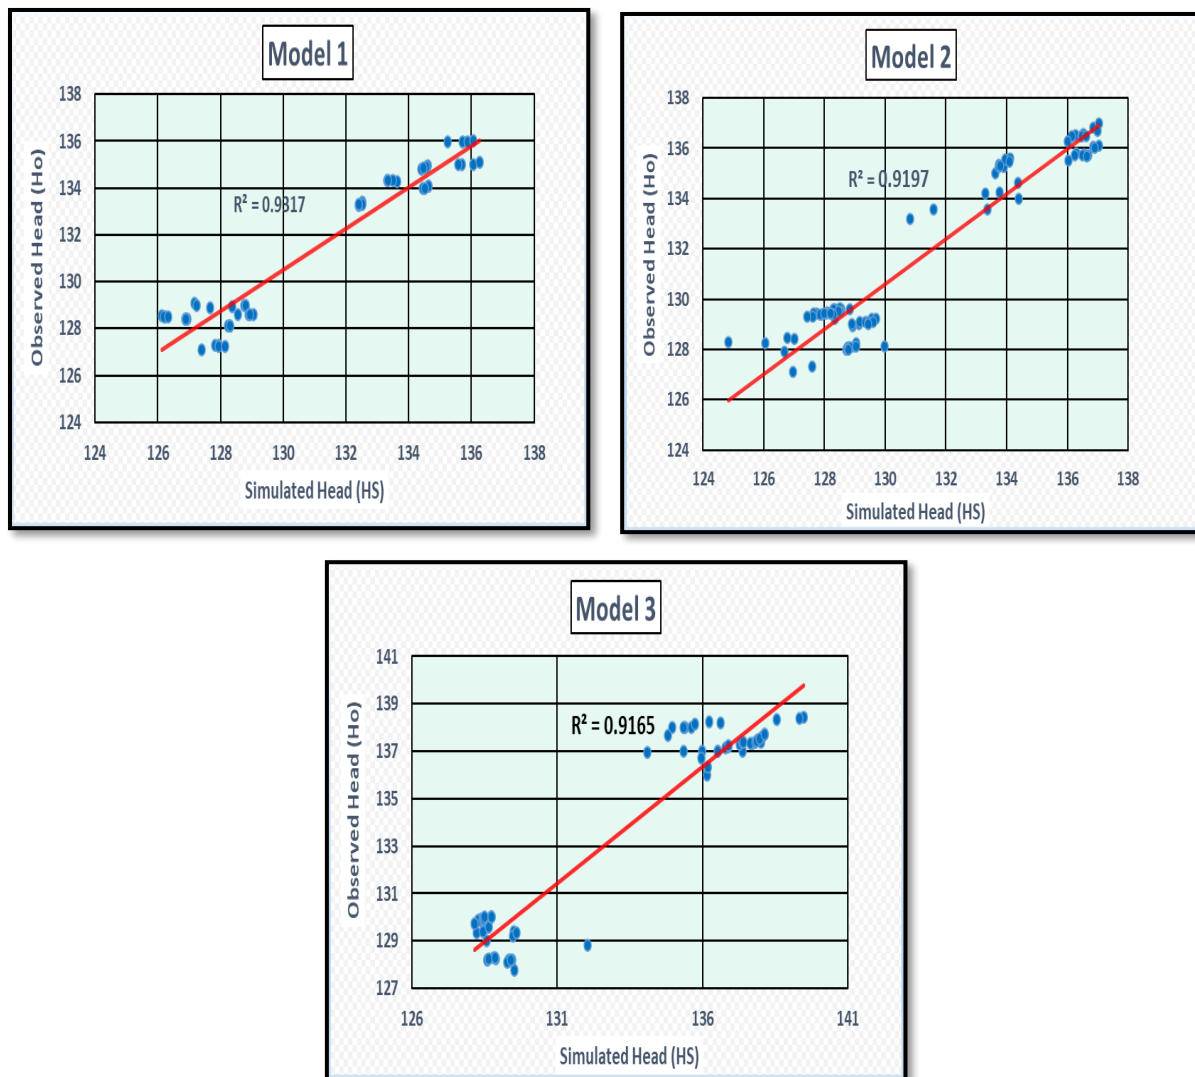 Model 1
138
136
134
132
130
128
126
124
124 126 128 130 132 134 136 138
Observed Head (Ho)
R² = 0.9317
Simulated Head (HS)
Model 2
138
136
134
132
130
128
126
124
124 126 128 130 132 134 136 138
Observed Head (Ho)
R² = 0.9197
Simulated Head (HS)
Model 3
141
139
137
135
133
131
129
127
126 131 136 141
Observed Head (Ho)
R² = 0.9165
Simulated Head (HS)